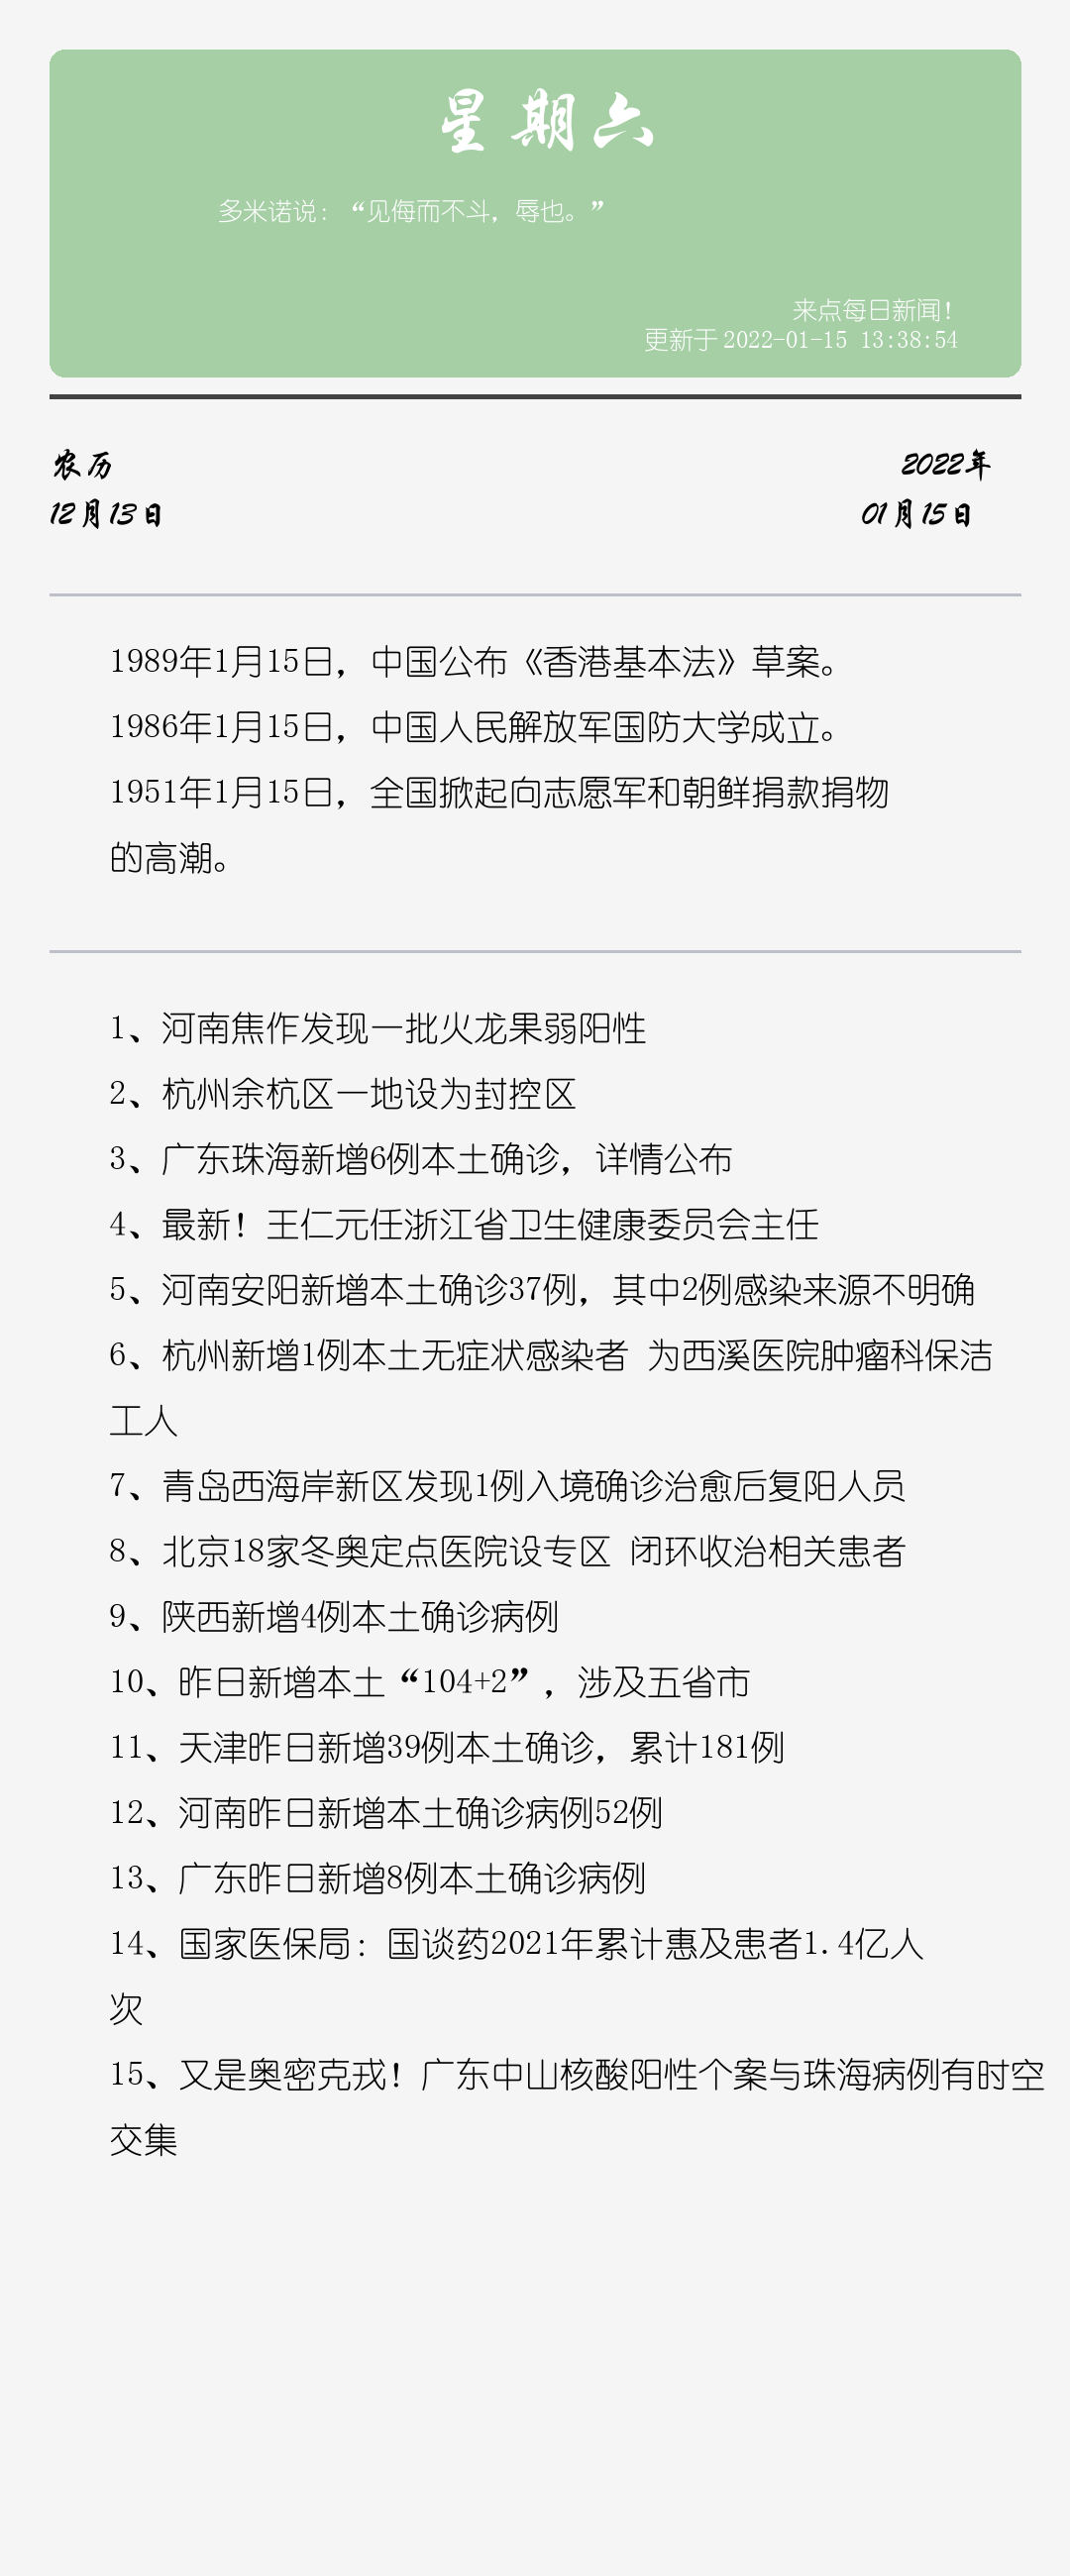 星期六
多米诺说：“见侮而不斗，辱也。”
来点每日新闻！
更新于 2022-01-15 13:38:54
农历
2022年
12月13日
01月15日
1989年1月15日，中国公布《香港基本法》草案。
1986年1月15日，中国人民解放军国防大学成立。
1951年1月15日，全国掀起向志愿军和朝鲜捐款捐物
的高潮。
1、河南焦作发现一批火龙果弱阳性
2、杭州余杭区一地设为封控区
3、广东珠海新增6例本土确诊，详情公布
4、最新！王仁元任浙江省卫生健康委员会主任
5、河南安阳新增本土确诊37例，其中2例感染来源不明确
6、杭州新增1例本土无症状感染者 为西溪医院肿瘤科保洁
工人
7、青岛西海岸新区发现1例入境确诊治愈后复阳人员
8、北京18家冬奥定点医院设专区 闭环收治相关患者
9、陕西新增4例本土确诊病例
10、昨日新增本土“104+2”，涉及五省市
11、天津昨日新增39例本土确诊，累计181例
12、河南昨日新增本土确诊病例52例
13、广东昨日新增8例本土确诊病例
14、国家医保局：国谈药2021年累计惠及患者1.4亿人
次
15、又是奥密克戎！广东中山核酸阳性个案与珠海病例有时空
交集